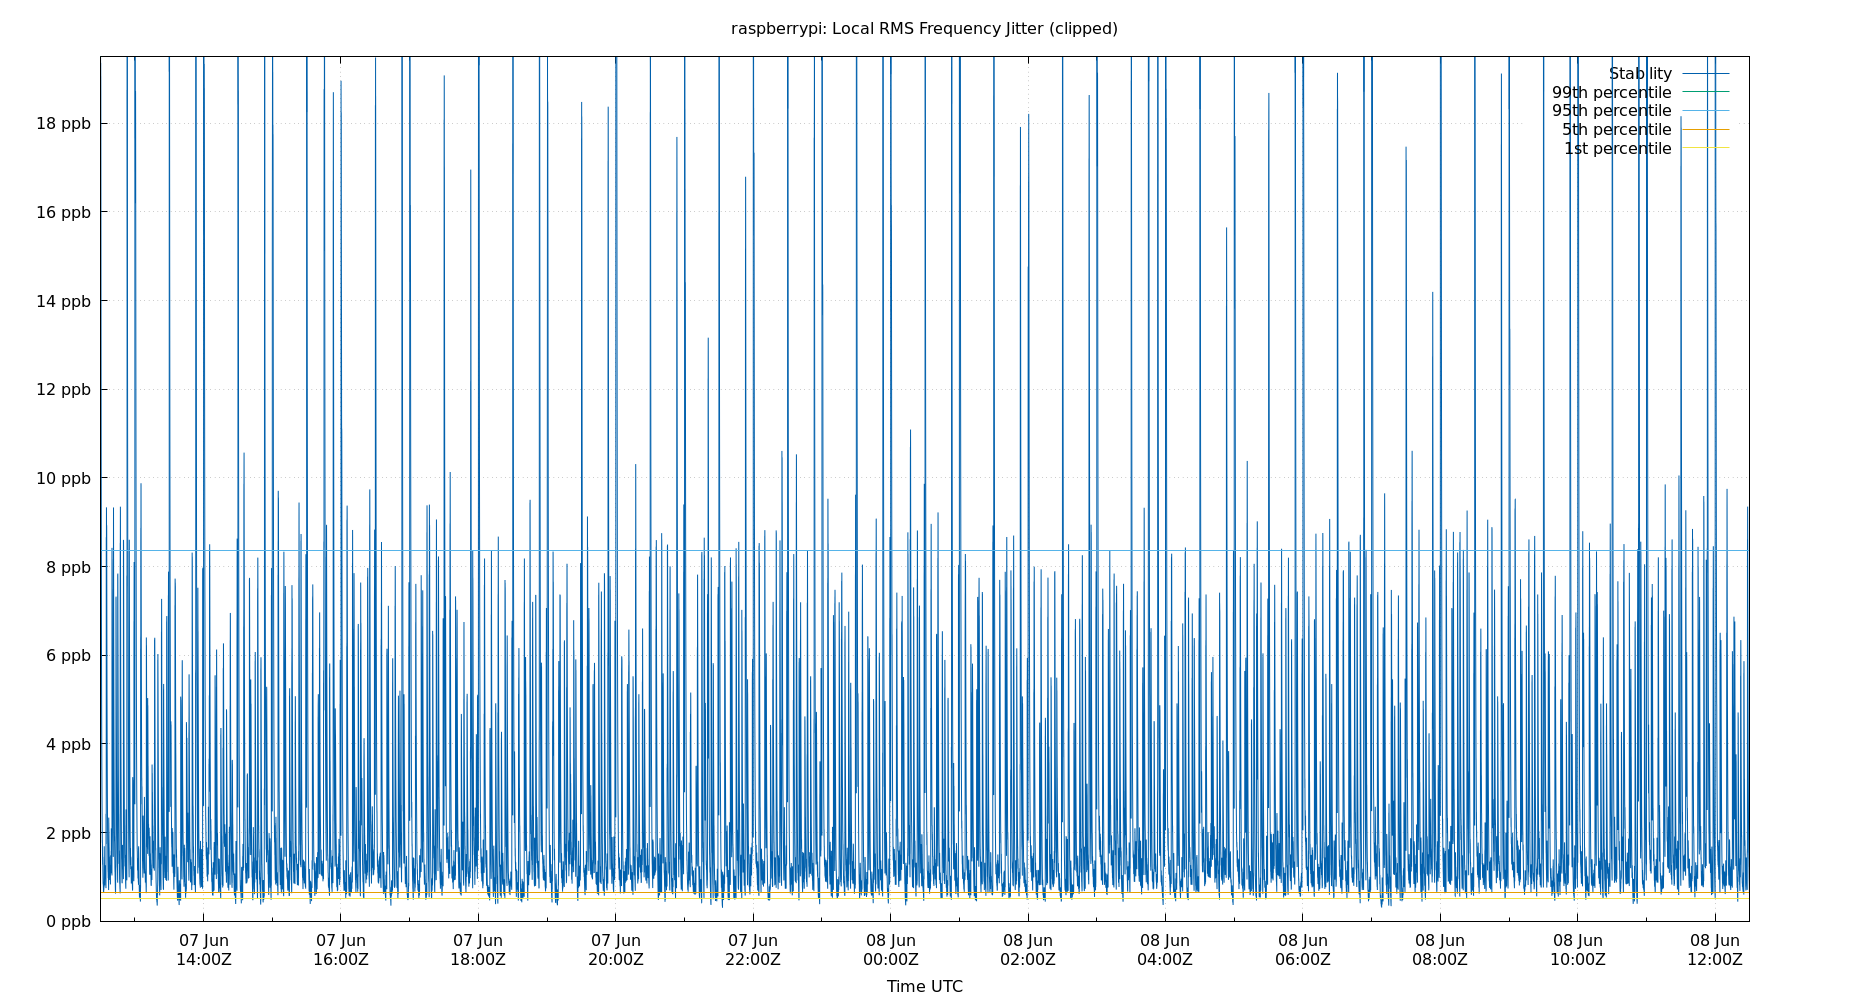 raspberrypi: Local RMS Frequency Jitter (clipped)
Stability
99th percentile
95th percentile
5th percentile
1st percentile
18 ppb
16 ppb
14 ppb
12 ppb
10 ppb
8 ppb
6 ppb
4 ppb
2 ppb
0 ppb
07 Jun 07 Jun 07 Jun 07 Jun 07 Jun 08 Jun 08 Jun 08 Jun 08 Jun 08 Jun 08 Jun 08 Jun
14:00Z 16:00Z 18:00Z 20:00Z 22:00Z 00:00Z 02:00Z 04:00Z 06:00Z 08:00Z 10:00Z 12:00Z
Time UTC